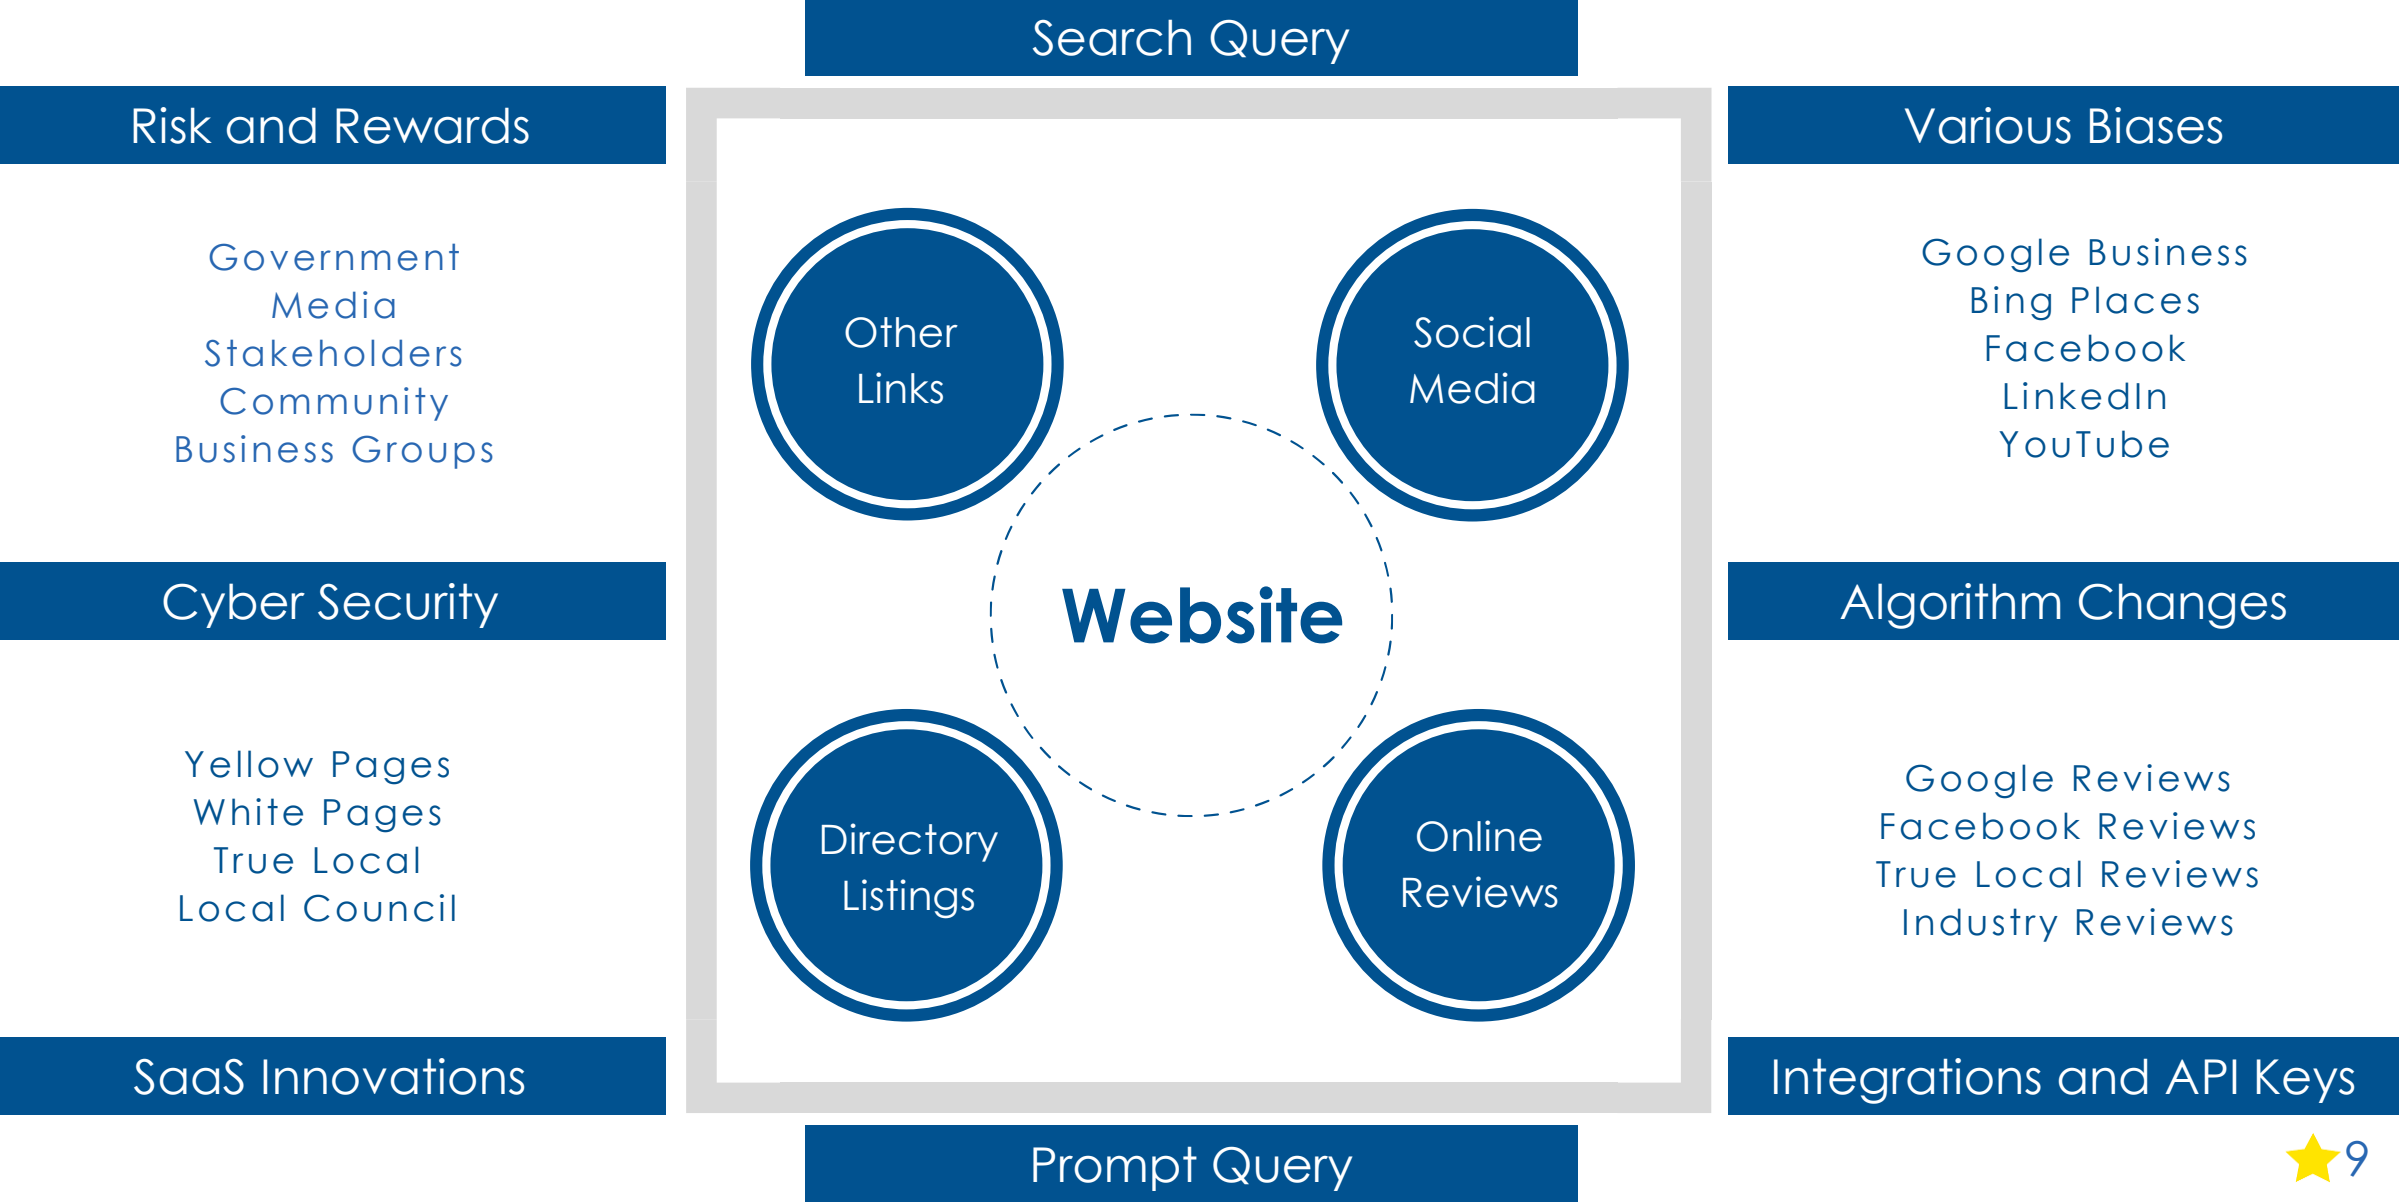 Search Query
Risk and Rewards
Various Biases
Government
Media
Stakeholders
Community
Business Groups
Other
Links
Social
Media
Google Business
Bing Places
Facebook
LinkedIn
YouTube
Cyber Security
Website
Algorithm Changes
Yellow Pages
White Pages
True Local
Local Council
Directory
Listings
Online
Reviews
Google Reviews
Facebook Reviews
True Local Reviews
Industry Reviews
SaaS Innovations
Integrations and API Keys
Prompt Query
9